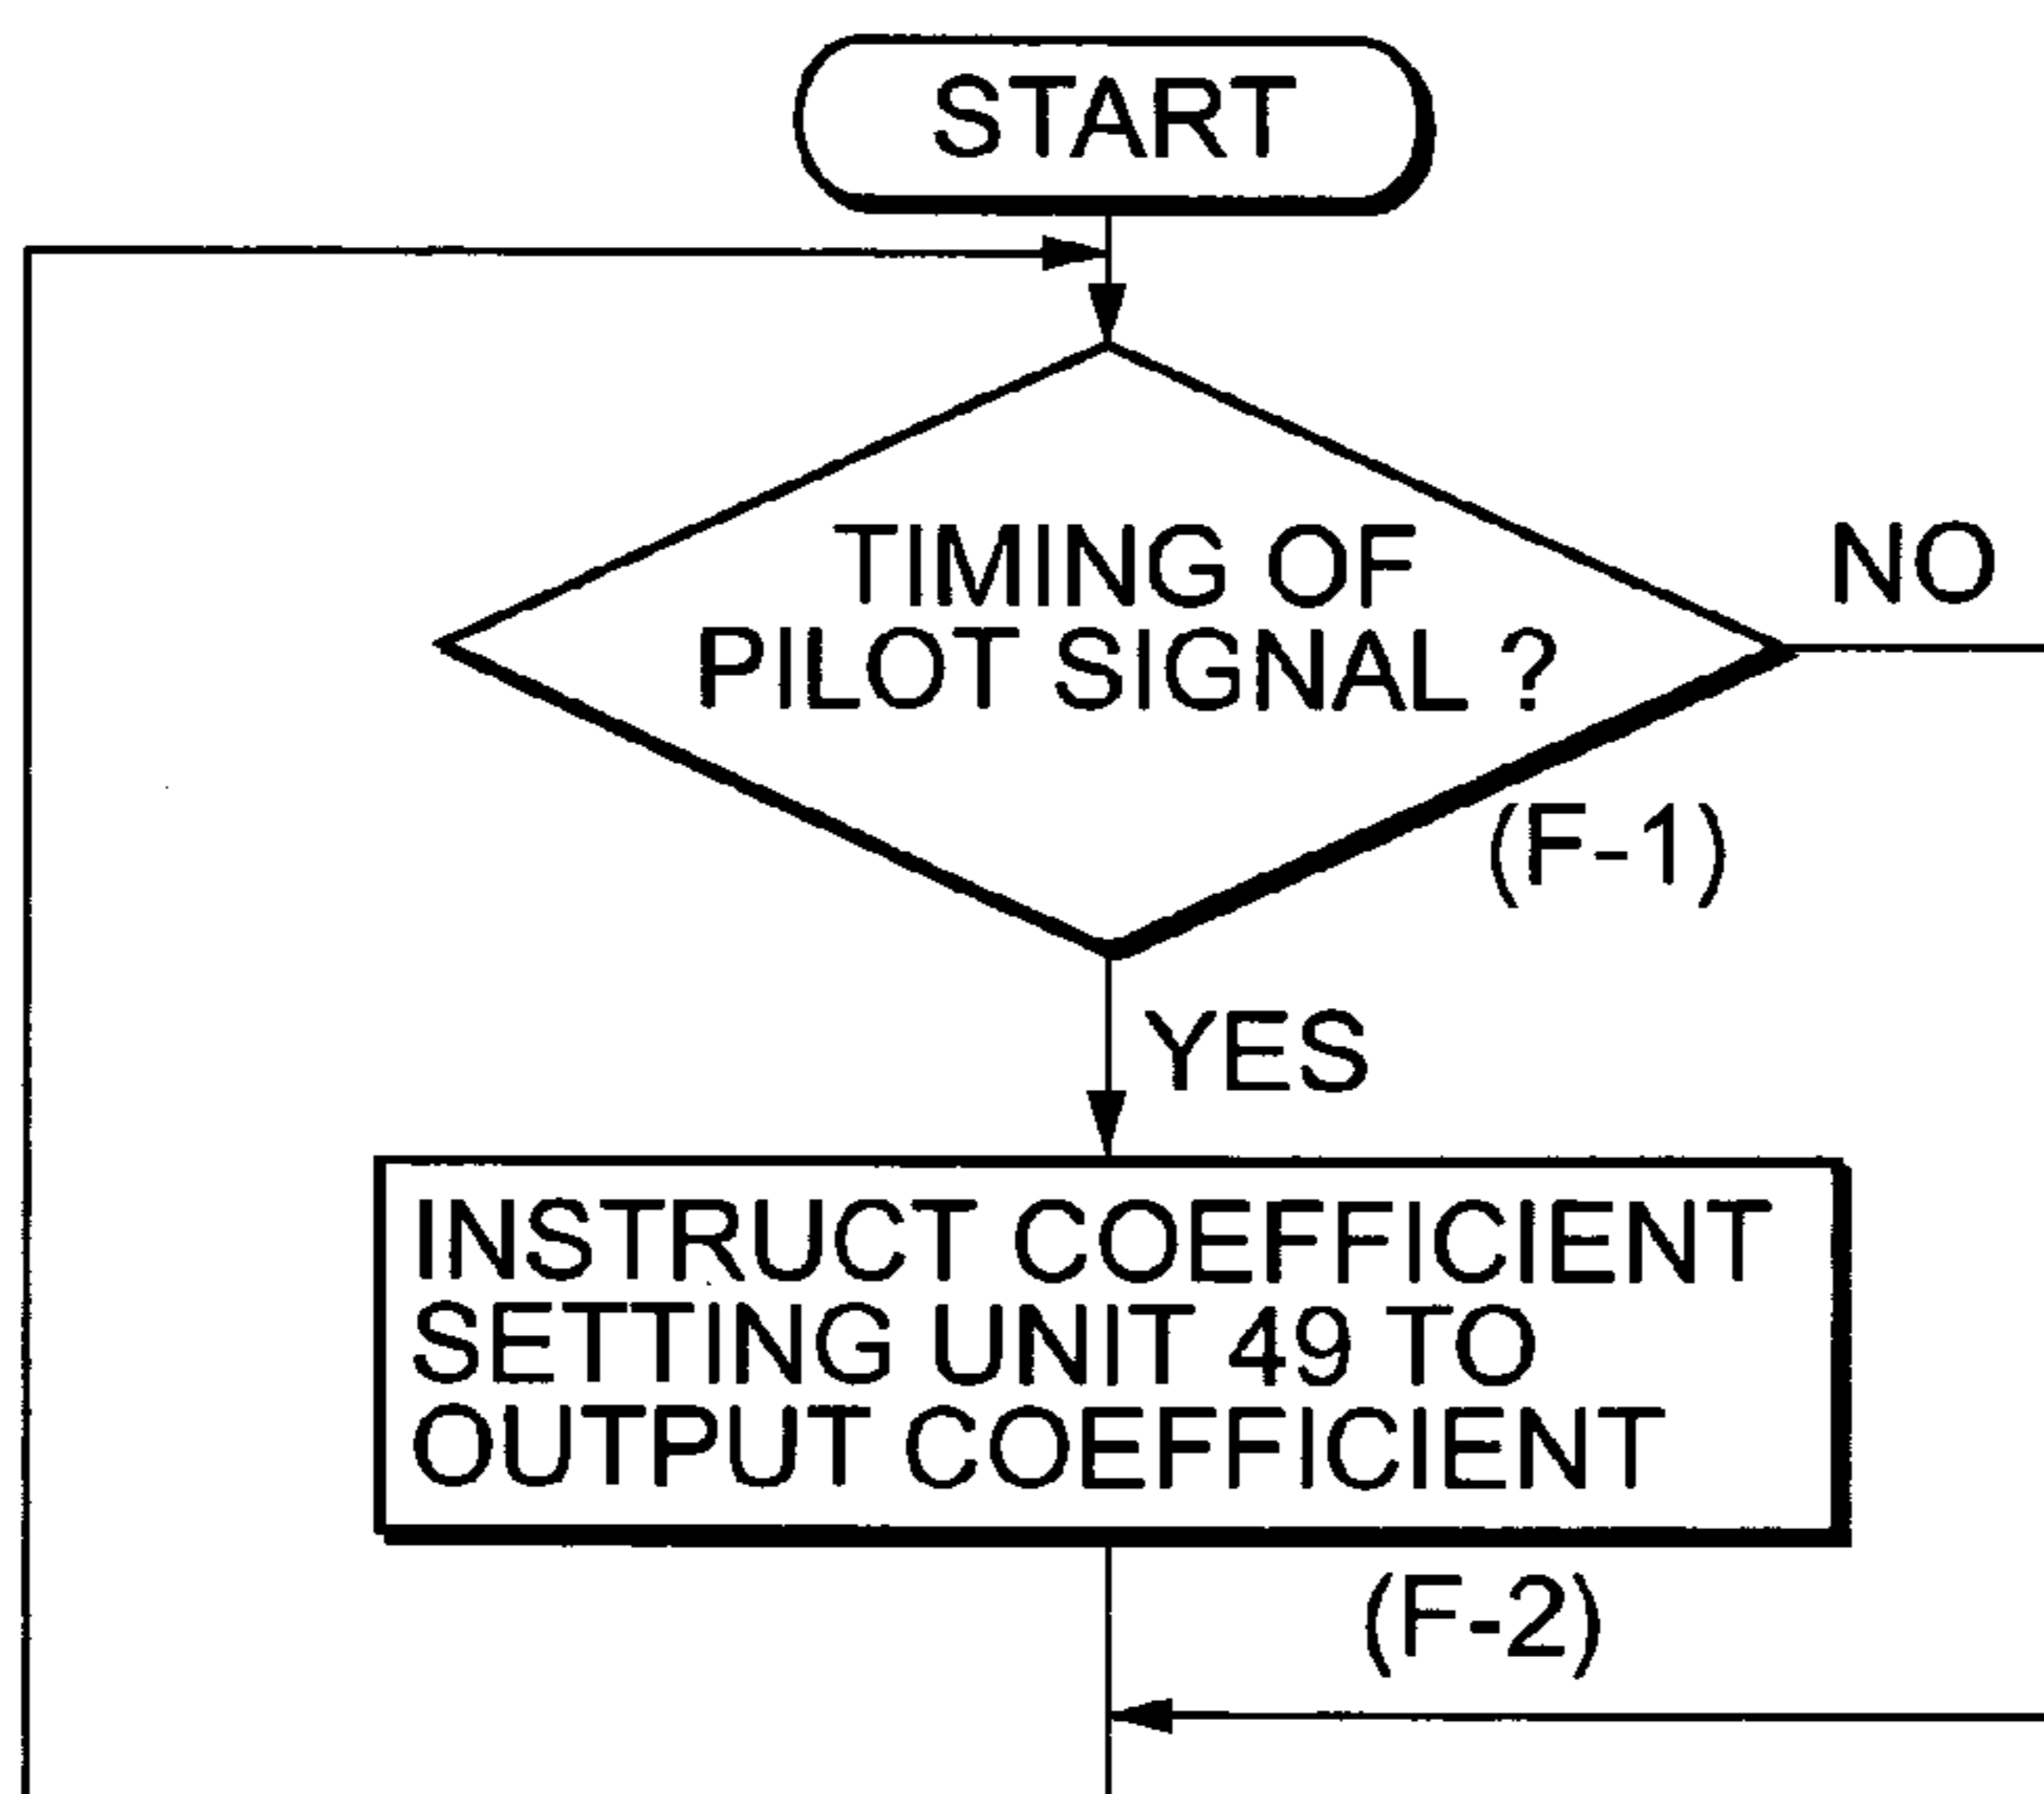 START
TIMING OF
PILOT SIGNAL ?
NO
(F-1)
YES
INSTRUCT COEFFICIENT
SETTING UNIT 49 TO
OUTPUT COEFFICIENT
(F-2)